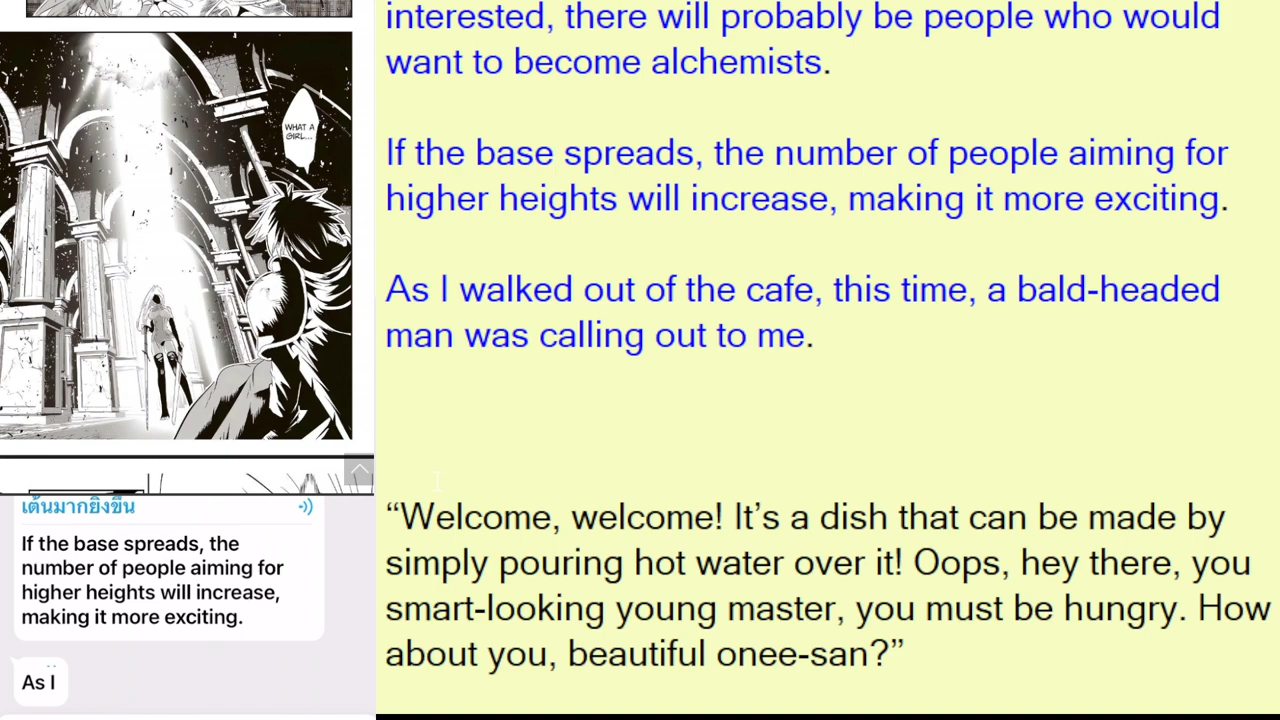 WHAT A
GIRL...
เต้นมากยิ่งขึ้น
If the base spreads, the
number of people aiming for
higher heights will increase,
making it more exciting.
As I
interested, there will probably be people who would
want to become alchemists.
If the base spreads, the number of people aiming for
higher heights will increase, making it more exciting.
As I walked out of the cafe, this time, a bald-headed
man was calling out to me.
“Welcome, welcome! It’s a dish that can be made by
simply pouring hot water over it! Oops, hey there, you
smart-looking young master, you must be hungry. How
about you, beautiful onee-san?”